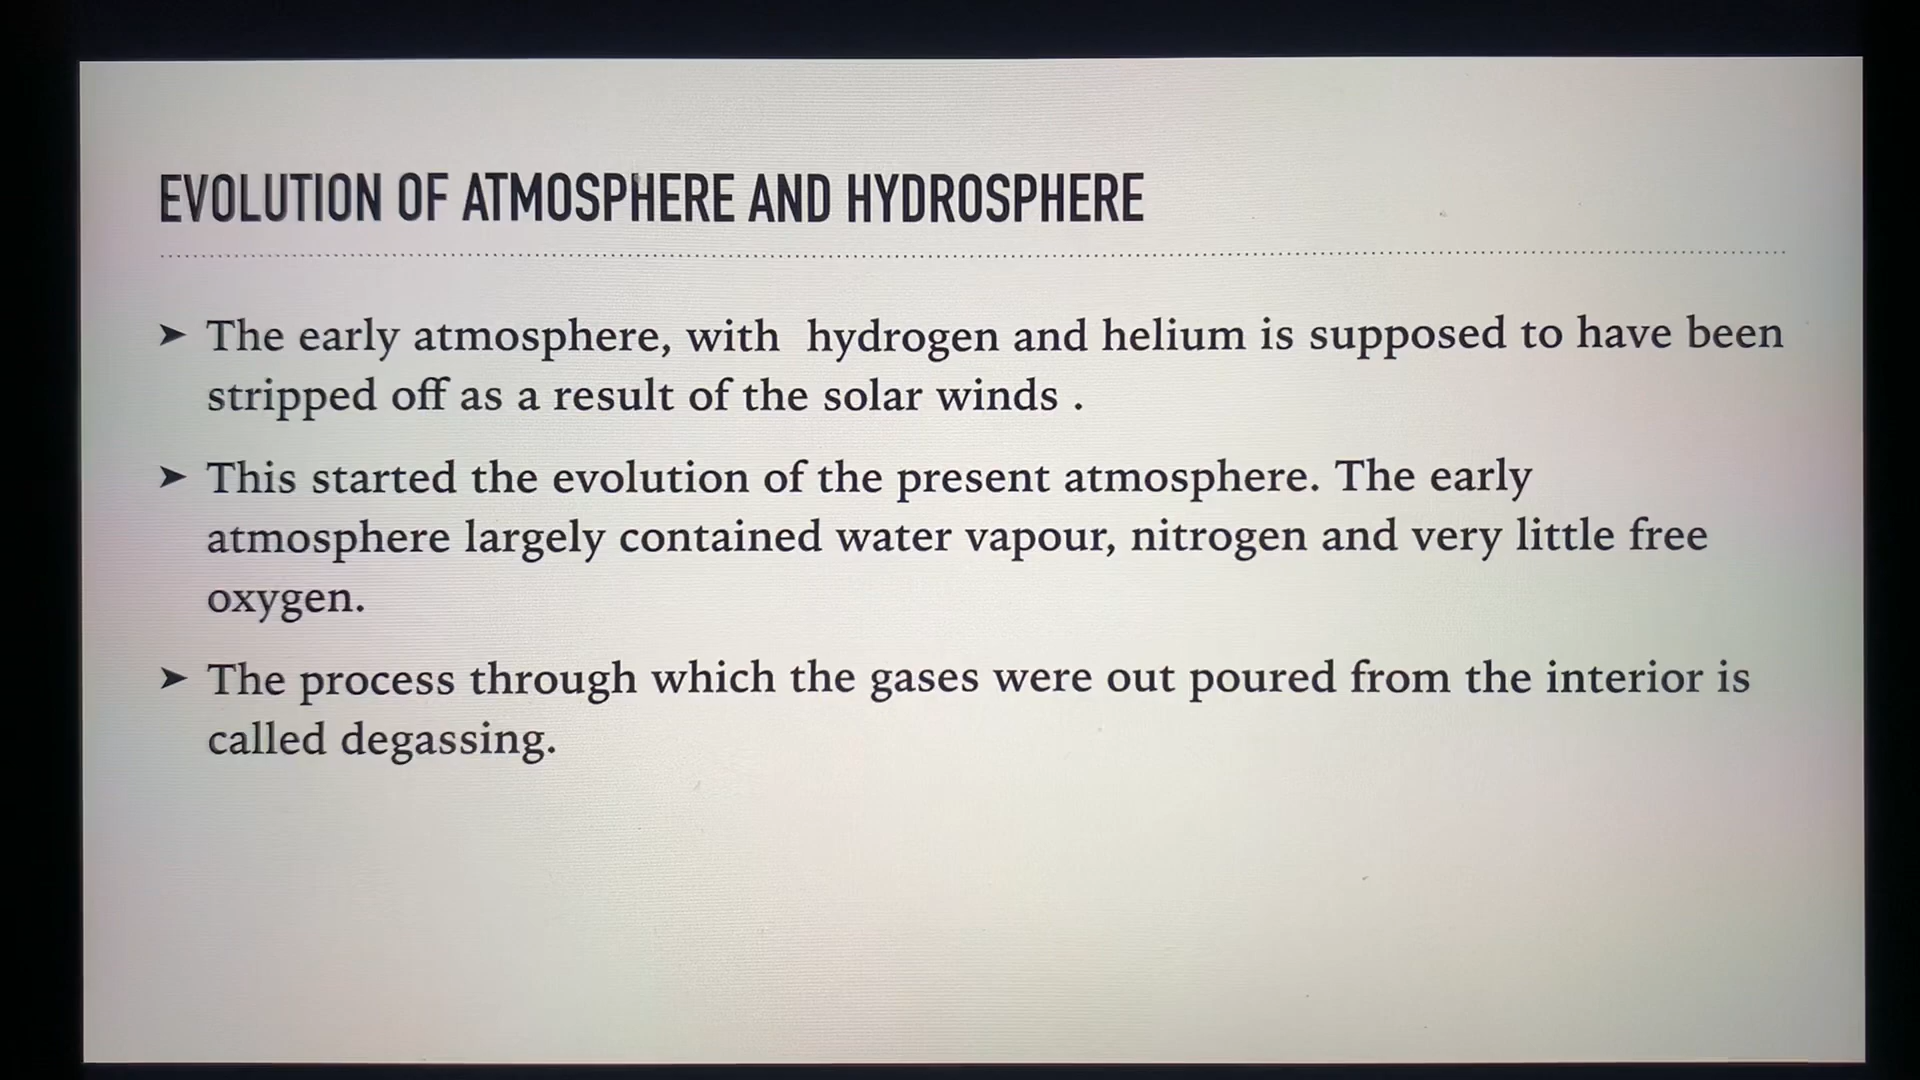 EVOLUTION OF ATMOSPHERE AND HYDROSPHERE
➤ The early atmosphere, with hydrogen and helium is supposed to have been
stripped off as a result of the solar winds .
➤ This started the evolution of the present atmosphere. The early
atmosphere largely contained water vapour, nitrogen and very little free
oxygen.
➤ The process through which the gases were out poured from the interior is
called degassing.